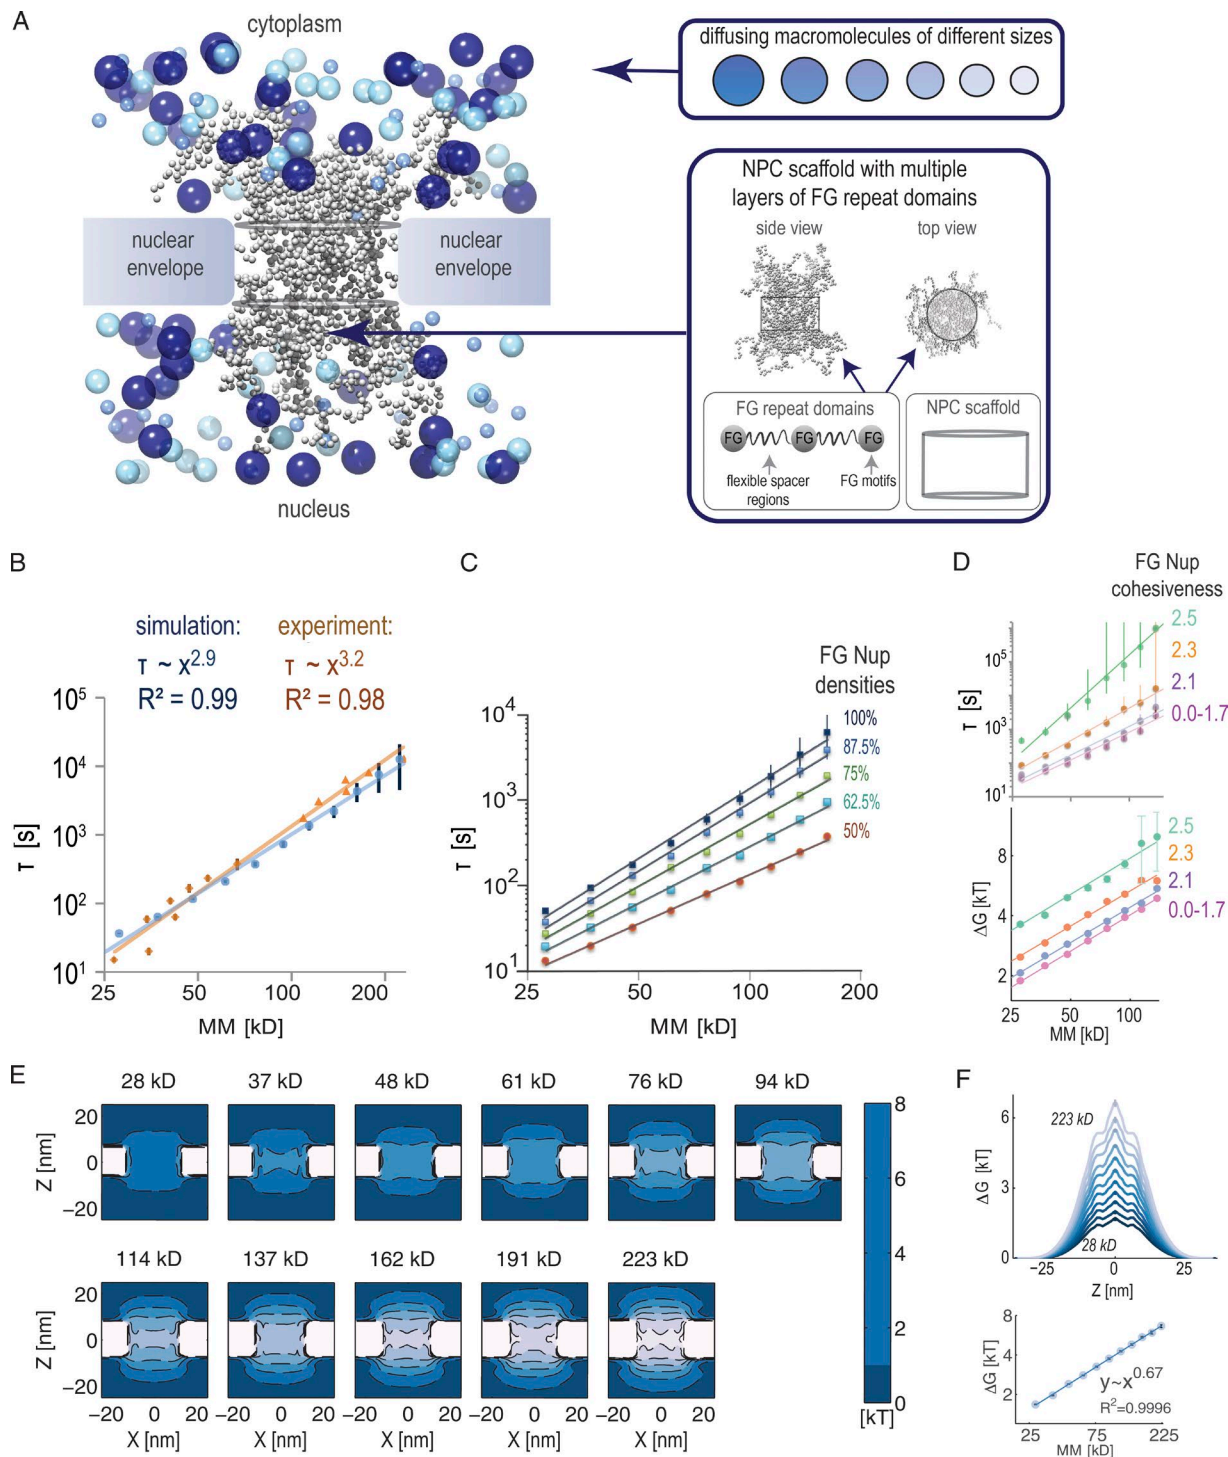 A
cytoplasm
nuclear
envelope
nuclear
envelope
nucleus
diffusing macromolecules of different sizes
NPC scaffold with multiple
layers of FG repeat domains
side view
top view
FG repeat domains
FG
FG
FG
flexible spacer
regions
FG motifs
NPC scaffold
B
simulation:
τ ~ x^2.9
R² = 0.99
experiment:
τ ~ x^3.2
R² = 0.98
10^5
10^4
10^3
10^2
10^1
τ [s]
25 50 100 200
MM [kD]
C
FG Nup
densities
100%
87.5%
75%
62.5%
50%
10^4
10^3
10^2
10^1
τ [s]
25 50 100 200
MM [kD]
D
FG Nup
cohesiveness
2.5
2.3
2.1
0.0-1.7
10^5
10^3
10^1
τ [s]
2.5
2.3
2.1
0.0-1.7
8
4
2
ΔG [kT]
25 50 100
MM [kD]
E
28 kD 37 kD 48 kD 61 kD 76 kD 94 kD
20
0
−20
Z [nm]
114 kD 137 kD 162 kD 191 kD 223 kD
20
0
−20
Z [nm]
−20 0 20 −20 0 20 −20 0 20 −20 0 20 −20 0 20
X [nm] X [nm] X [nm] X [nm] X [nm]
8
6
4
2
0
[kT]
F
223 kD
28 kD
6
3
0
ΔG [kT]
−25 0 25
Z [nm]
8
4
2
ΔG [kT]
y~x^0.67
R²=0.9996
25 75 225
MM [kD]